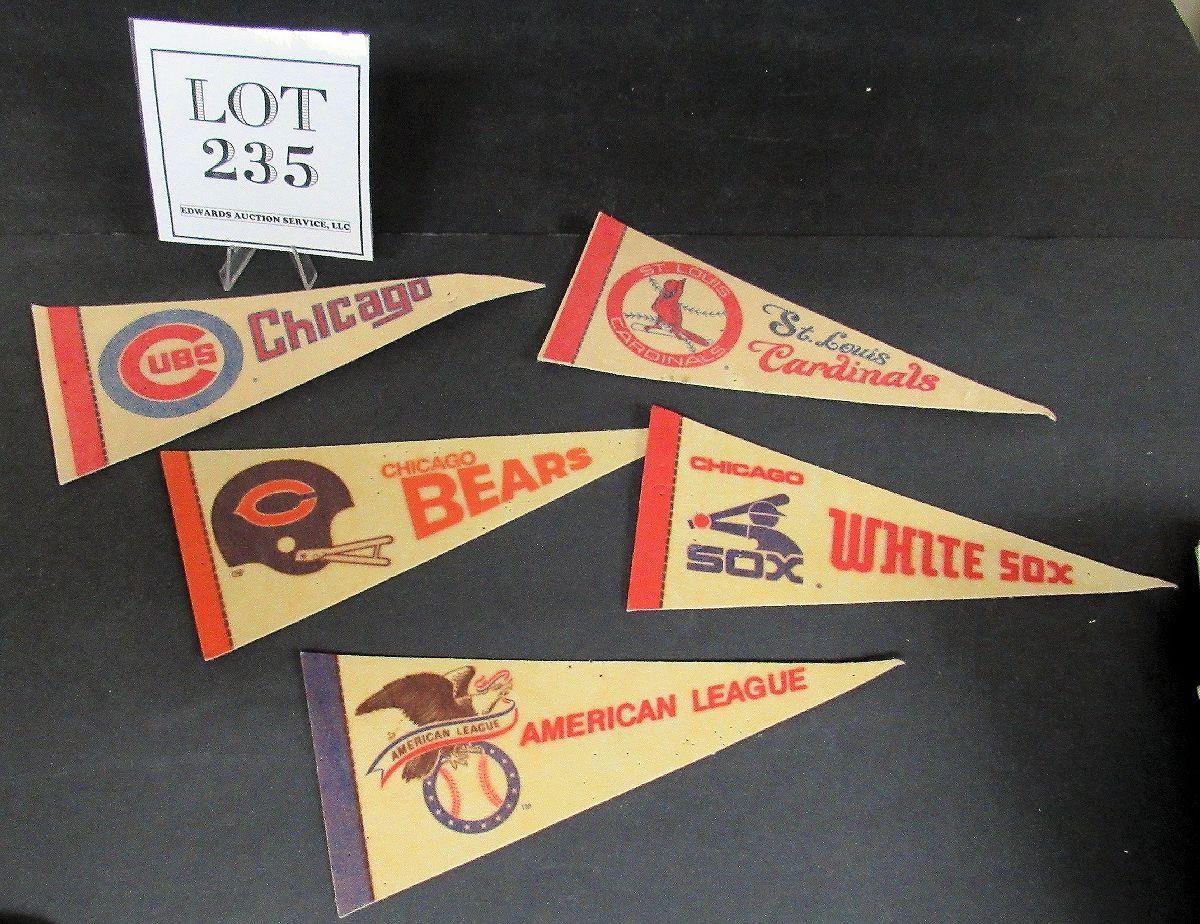 LOT
235
EDWARDS AUCTION SERVICE, LLC
CUBS
Chicago
ST. LOUIS
CARDINALS
St. Louis
Cardinals
CHICAGO
BEARS
CHICAGO
SOX
WHITE SOX
AMERICAN LEAGUE
AMERICAN LEAGUE
TM